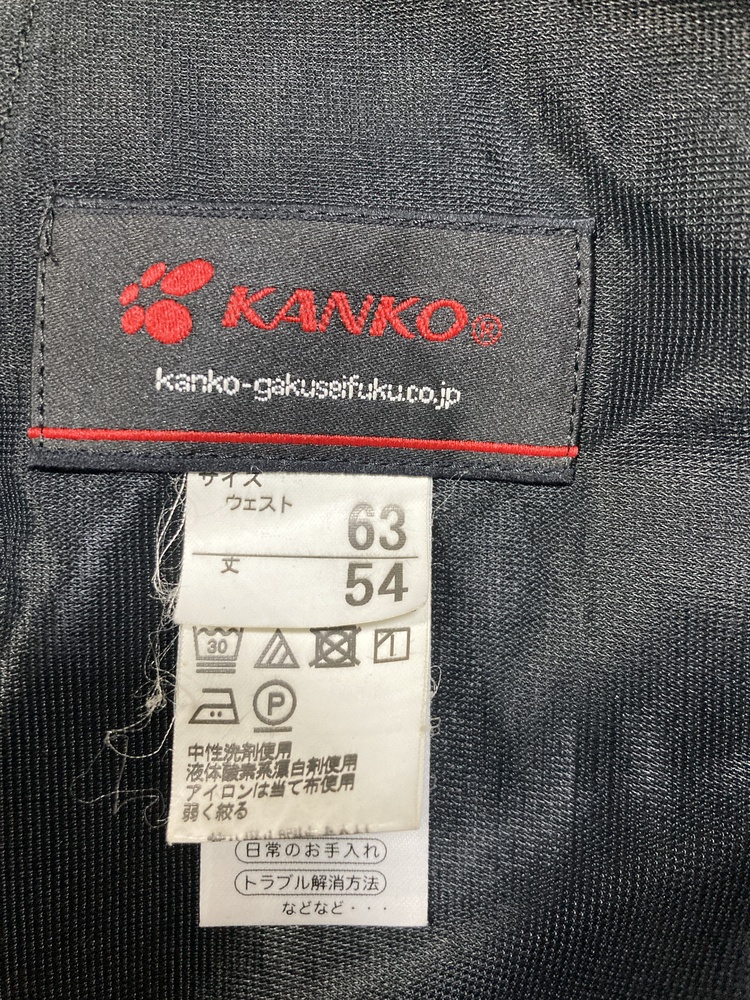 KANKO®
kanko-gakuseifuku.co.jp
サイズ
ウェスト
63
丈
54
30
1
P
中性洗剤使用
液体酸素系漂白剤使用
アイロンは当て布使用
弱く絞る
日常のお手入れ
トラブル解消方法
などなど・・・